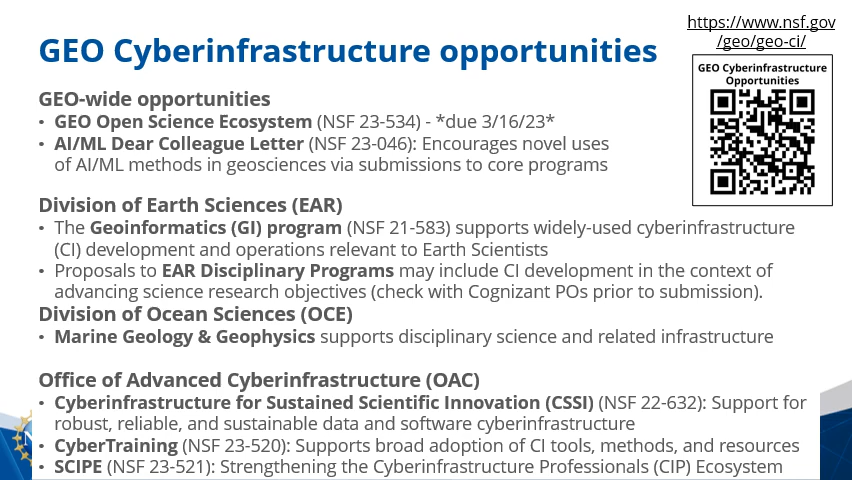 GEO Cyberinfrastructure opportunities
https://www.nsf.gov
/geo/geo-ci/
GEO Cyberinfrastructure
Opportunities
GEO-wide opportunities
• GEO Open Science Ecosystem (NSF 23-534) - *due 3/16/23*
• AI/ML Dear Colleague Letter (NSF 23-046): Encourages novel uses
of AI/ML methods in geosciences via submissions to core programs
Division of Earth Sciences (EAR)
• The Geoinformatics (GI) program (NSF 21-583) supports widely-used cyberinfrastructure
(CI) development and operations relevant to Earth Scientists
• Proposals to EAR Disciplinary Programs may include CI development in the context of
advancing science research objectives (check with Cognizant POs prior to submission).
Division of Ocean Sciences (OCE)
• Marine Geology & Geophysics supports disciplinary science and related infrastructure
Office of Advanced Cyberinfrastructure (OAC)
• Cyberinfrastructure for Sustained Scientific Innovation (CSSI) (NSF 22-632): Support for
robust, reliable, and sustainable data and software cyberinfrastructure
• CyberTraining (NSF 23-520): Supports broad adoption of CI tools, methods, and resources
• SCIPE (NSF 23-521): Strengthening the Cyberinfrastructure Professionals (CIP) Ecosystem